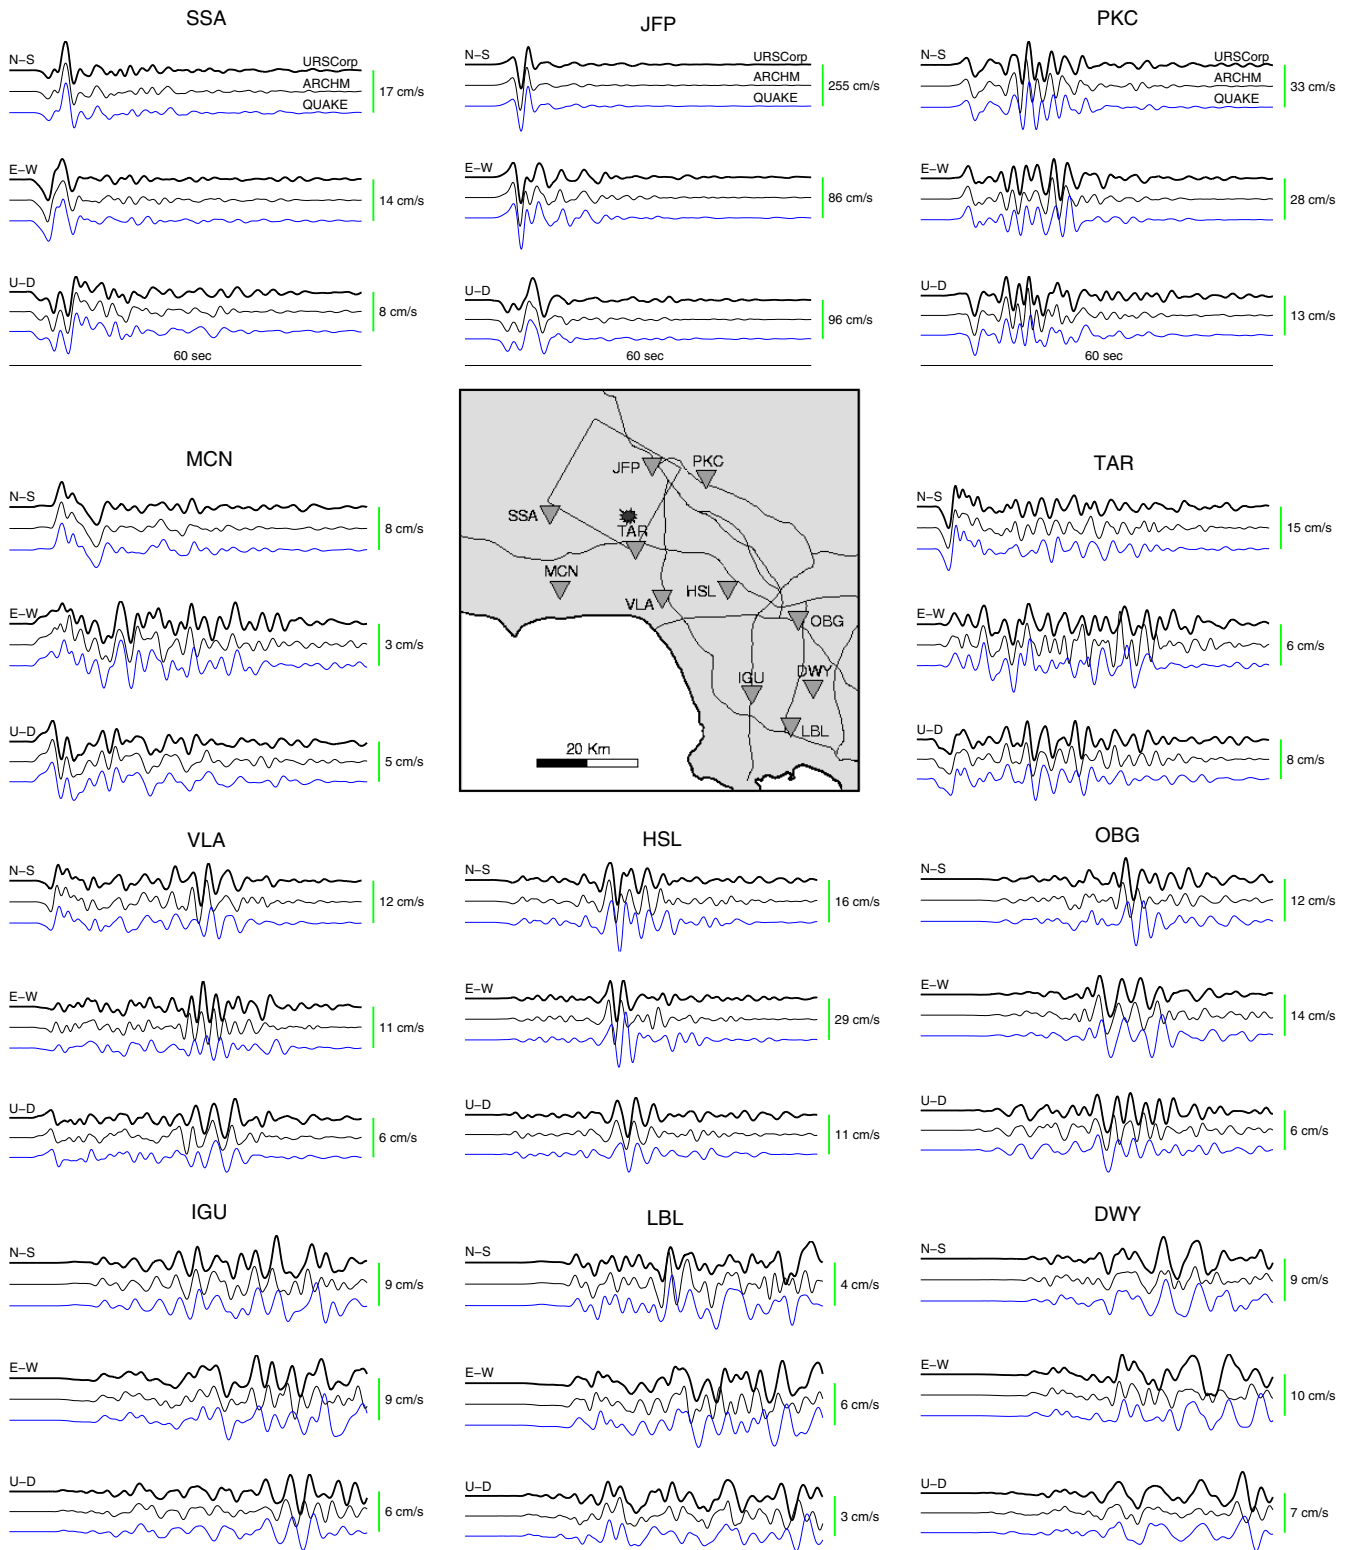 SSA
N-S
URSCorp
ARCHM
QUAKE
17 cm/s
E-W
14 cm/s
U-D
8 cm/s
60 sec
JFP
N-S
URSCorp
ARCHM
QUAKE
255 cm/s
E-W
86 cm/s
U-D
96 cm/s
60 sec
PKC
N-S
URSCorp
ARCHM
QUAKE
33 cm/s
E-W
28 cm/s
U-D
13 cm/s
60 sec
MCN
N-S
8 cm/s
E-W
3 cm/s
U-D
5 cm/s
JFP
PKC
SSA
TAR
MCN
HSL
VLA
OBG
IGU
DWY
LBL
20 Km
TAR
N-S
15 cm/s
E-W
6 cm/s
U-D
8 cm/s
VLA
N-S
12 cm/s
E-W
11 cm/s
U-D
6 cm/s
HSL
N-S
16 cm/s
E-W
29 cm/s
U-D
11 cm/s
OBG
N-S
12 cm/s
E-W
14 cm/s
U-D
6 cm/s
IGU
N-S
9 cm/s
E-W
9 cm/s
U-D
6 cm/s
LBL
N-S
4 cm/s
E-W
6 cm/s
U-D
3 cm/s
DWY
N-S
9 cm/s
E-W
10 cm/s
U-D
7 cm/s